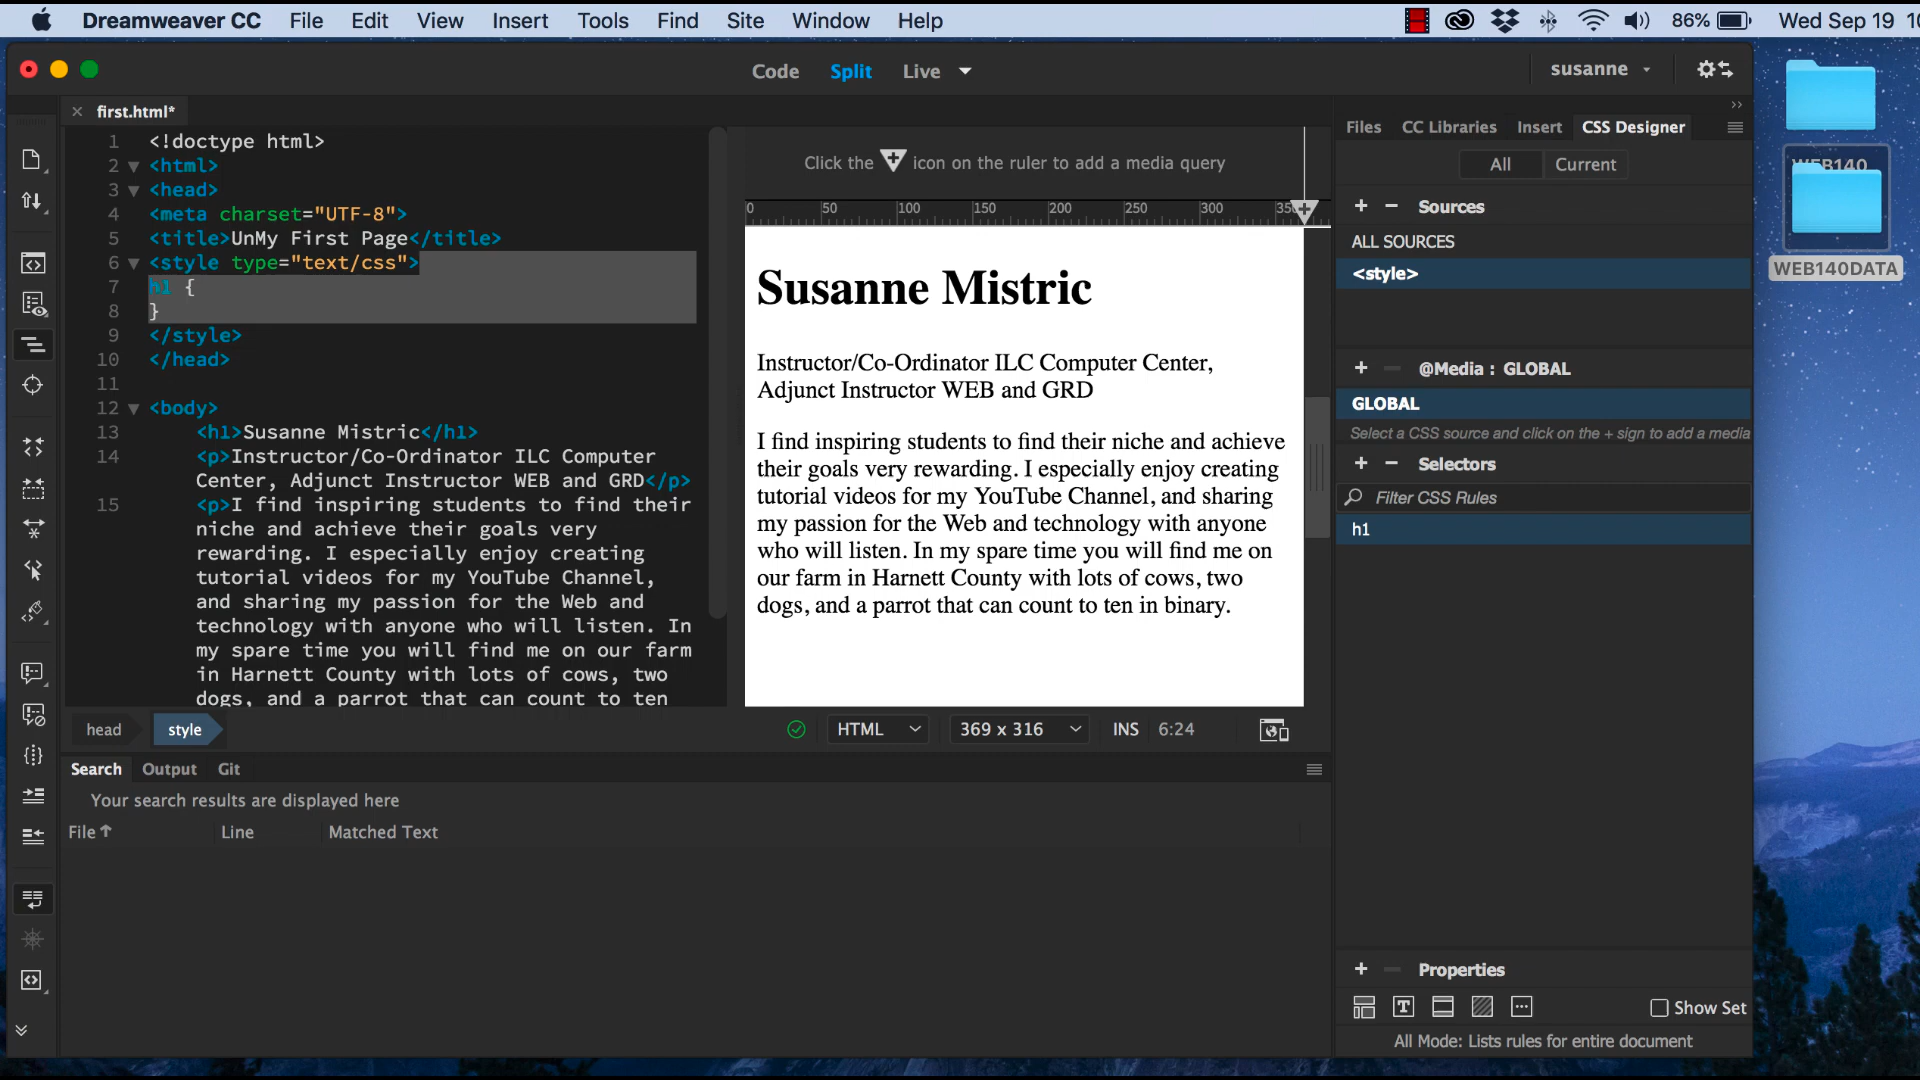 Dreamweaver CC File Edit View Insert Tools Find Site Window Help 86% Wed Sep 19
Code Split Live susanne
first.html*
Files CC Libraries Insert CSS Designer
1 <!doctype html>
2 <html>
3 <head>
4 <meta charset="UTF-8">
5 <title>UnMy First Page</title>
6 <style type="text/css">
7 h1 {
8 }
9 </style>
10 </head>
11
12 <body>
13 <h1>Susanne Mistric</h1>
14 <p>Instructor/Co-Ordinator ILC Computer
Center, Adjunct Instructor WEB and GRD</p>
15 <p>I find inspiring students to find their
niche and achieve their goals very
rewarding. I especially enjoy creating
tutorial videos for my YouTube Channel,
and sharing my passion for the Web and
technology with anyone who will listen. In
my spare time you will find me on our farm
in Harnett County with lots of cows, two
dogs, and a parrot that can count to ten
head style
Click the icon on the ruler to add a media query
0 50 100 150 200 250 300 350
Susanne Mistric
Instructor/Co-Ordinator ILC Computer Center,
Adjunct Instructor WEB and GRD
I find inspiring students to find their niche and achieve
their goals very rewarding. I especially enjoy creating
tutorial videos for my YouTube Channel, and sharing
my passion for the Web and technology with anyone
who will listen. In my spare time you will find me on
our farm in Harnett County with lots of cows, two
dogs, and a parrot that can count to ten in binary.
HTML 369 x 316 INS 6:24
Search Output Git
Your search results are displayed here
File Line Matched Text
All Current
+ − Sources
ALL SOURCES
<style>
+ − @Media : GLOBAL
GLOBAL
Select a CSS source and click on the + sign to add a media
+ − Selectors
Filter CSS Rules
h1
+ − Properties
T Show Set
All Mode: Lists rules for entire document
WEB140
WEB140DATA